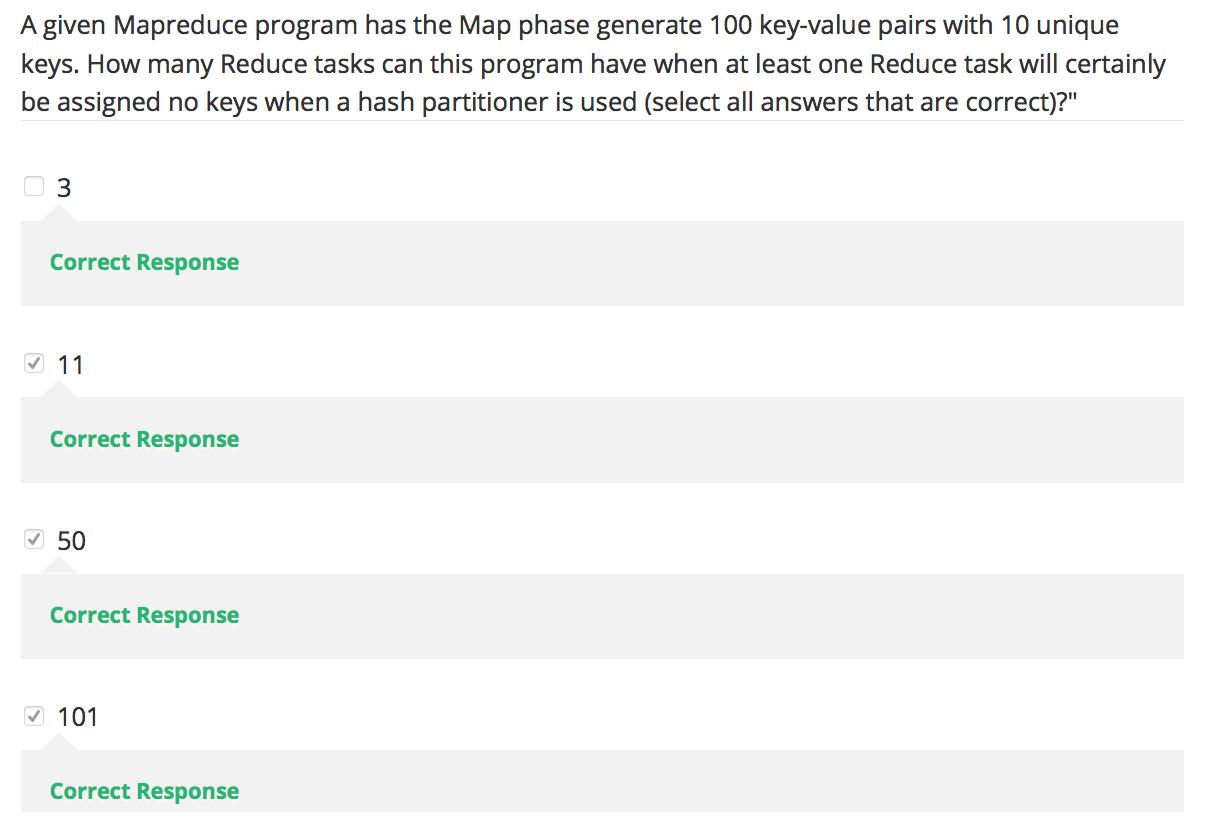 A given Mapreduce program has the Map phase generate 100 key-value pairs with 10 unique
keys. How many Reduce tasks can this program have when at least one Reduce task will certainly
be assigned no keys when a hash partitioner is used (select all answers that are correct)?"
3
Correct Response
11
Correct Response
50
Correct Response
101
Correct Response